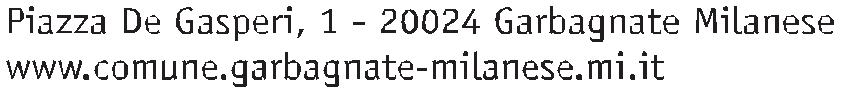 Piazza De Gasperi, 1 - 20024 Garbagnate Milanese
www.comune.garbagnate-milanese.mi.it